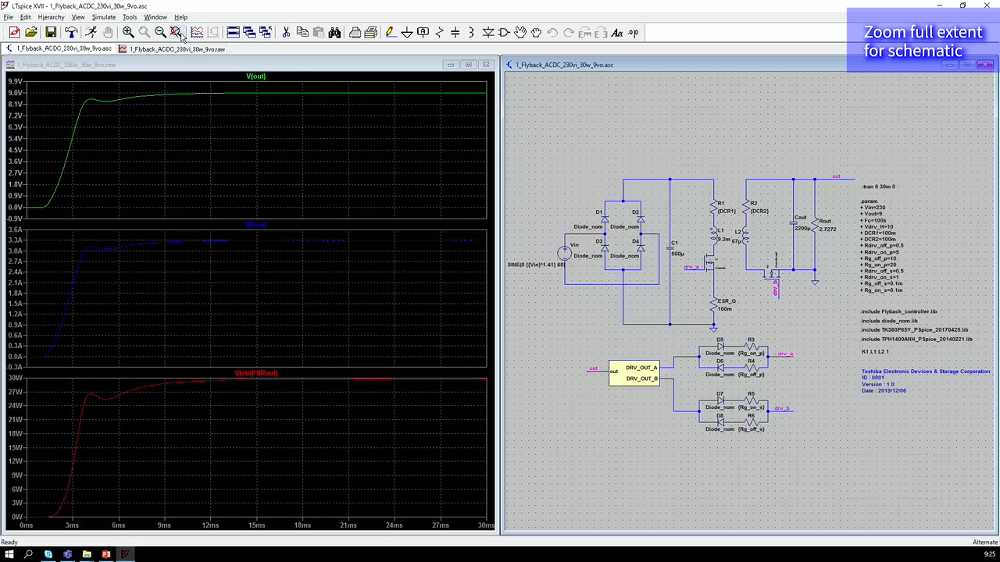 LTspice XVII - 1_Flyback_ACDC_230vi_30w_9vo.asc
File Edit Hierarchy View Simulate Tools Window Help
Zoom full extent
for schematic
1_Flyback_ACDC_230vi_30w_9vo.asc
1_Flyback_ACDC_230vi_30w_9vo.raw
1_Flyback_ACDC_230vi_30w_9vo.raw
V(out)
9.9V
9.0V
8.1V
7.2V
6.3V
5.4V
4.5V
3.6V
2.7V
1.8V
0.9V
0.0V
-0.9V
I(Rout)
3.6A
3.3A
3.0A
2.7A
2.4A
2.1A
1.8A
1.5A
1.2A
0.9A
0.6A
0.3A
0.0A
-0.3A
V(out)*I(Rout)
30W
27W
24W
21W
18W
15W
12W
9W
6W
3W
0W
0ms 3ms 6ms 9ms 12ms 15ms 18ms 21ms 24ms 27ms 30ms
1_Flyback_ACDC_230vi_30w_9vo.asc
out
D1
Diode_nom
D2
Diode_nom
D3
Diode_nom
D4
Diode_nom
Vin
.SINE(0 {(Vin)*1.41} 60)
C1
500µ
R1
{DCR1}
R2
{DCR2}
L1
9.2m
L2
67µ
drv_a
drv_b
ESR_G
100m
Cout
2200µ
Rout
2.7272
.tran 0 30m 0
.param
+ Vin=230
+ Vout=9
+ Fc=100k
+ Vdrv_H=10
+ DCR1=100m
+ DCR2=100m
+ Rdrv_off_p=0.5
+ Rdrv_on_p=5
+ Rg_off_p=10
+ Rg_on_p=20
+ Rdrv_off_s=0.5
+ Rdrv_on_s=1
+ Rg_off_s=0.1m
+ Rg_on_s=0.1m
.include Flyback_controller.lib
.include diode_nom.lib
.include TK380P65Y_PSpice_20170425.lib
.include TPH1400ANH_PSpice_20140221.lib
K1 L1 L2 1
Toshiba Electronic Devices & Storage Corporation
ID : 0001
Version : 1.0
Date : 2019/12/06
out
out
DRV_OUT_A
DRV_OUT_B
D5
Diode_nom
R3
{Rg_on_p}
D6
Diode_nom
R4
{Rg_off_p}
drv_a
D7
Diode_nom
R5
{Rg_on_s}
D8
Diode_nom
R6
{Rg_off_s}
drv_b
Ready
Alternate
9:25